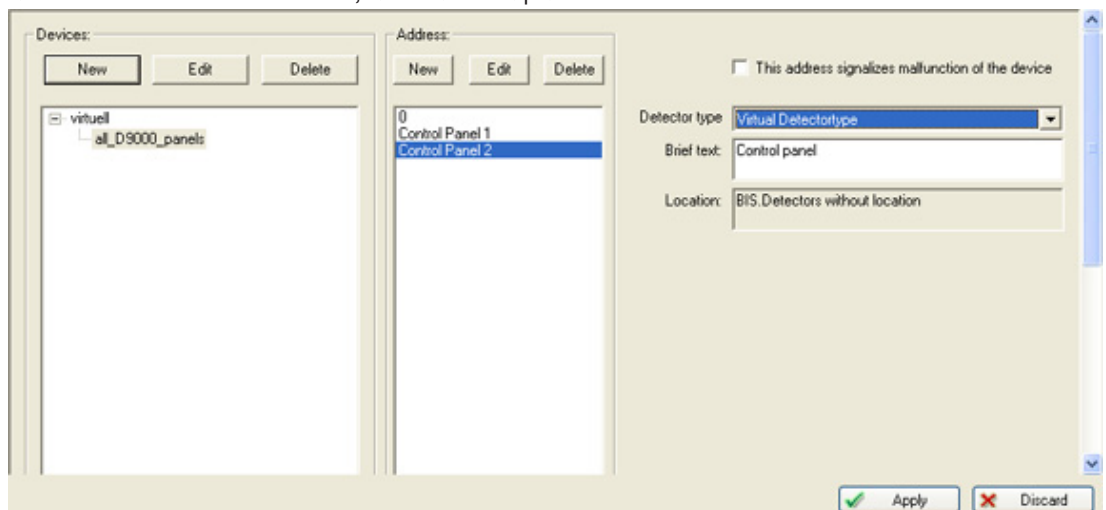 Devices:
New Edit Delete
virtuell
all_D9000_panels
Address:
New Edit Delete
0
Control Panel 1
Control Panel 2
This address signalizes malfunction of the device
Detector type Virtual Detectortype
Brief text: Control panel
Location: BIS.Detectors without location
Apply Discard